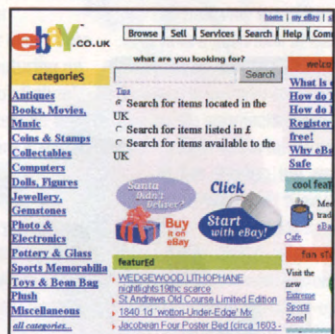 home | my eBay |
ebaY.CO.UK
Browse | Sell | Services | Search | Help | Com
what are you looking for?
Search
Tips
Search for items located in the
UK
Search for items listed in £
Search for items available to the
UK
categorieS
Antiques
Books, Movies,
Music
Coins & Stamps
Collectables
Computers
Dolls, Figures
Jewellery,
Gemstones
Photo &
Electronics
Pottery & Glass
Sports Memorabilia
Toys & Bean Bag
Plush
Miscellaneous
all categories...
Santa
Didn't
Deliver?
Buy
it on
eBay
Click
Start
with eBay!
featurEd
WEDGEWOOD LITHOPHANE
nightlights19thc scarce
St Andrews Old Course Limited Edition
1840 1d 'wotton-Under-Edge' Mx
Jacobean Four Poster Bed (circa 1603 -
welco
What is
How do
How do
Register
free!
Why eB
Safe
cool feat
Mee
trad
eBa
Cafe.
fan st
Visit the
new
Extreme
Sports
Zone!